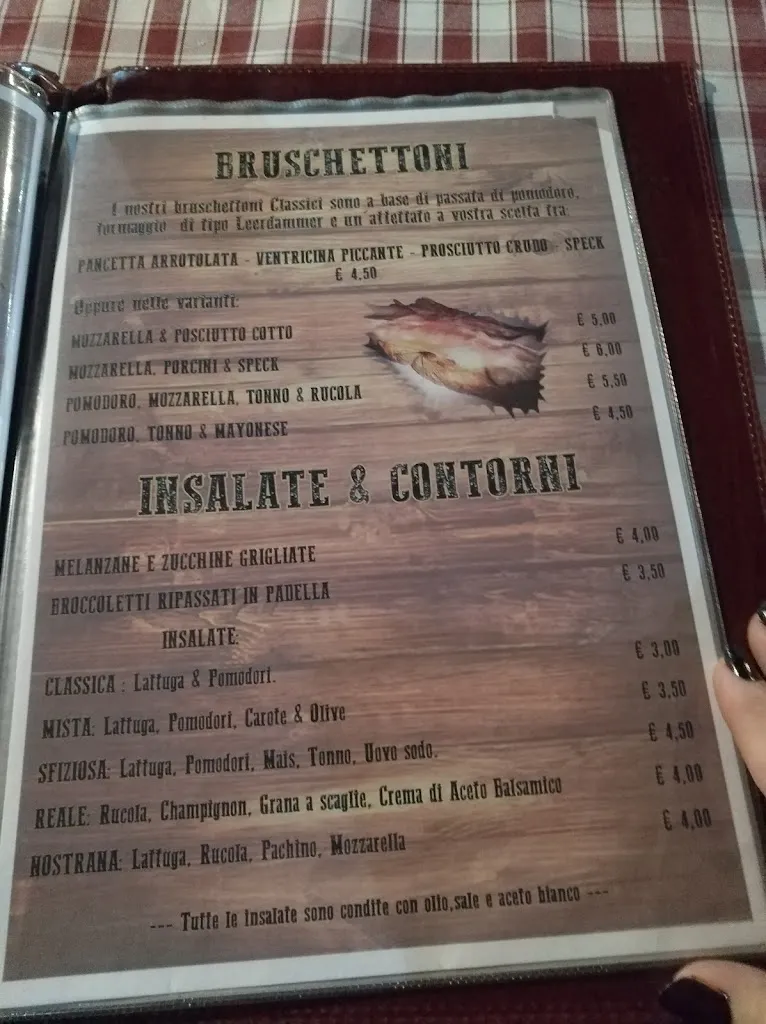 BRUSCHETTONI
I nostri bruschettoni Classici sono a base di passata di pomodoro,
formaggio di tipo Leerdammer e un'affettato a vostra scelta fra:
PANCETTA ARROTOLATA - VENTRICINA PICCANTE - PROSCIUTTO CRUDO - SPECK
€ 4,50
Oppure nelle varianti:
MOZZARELLA & POSCIUTTO COTTO € 5,00
MOZZARELLA, PORCINI & SPECK € 6,00
POMODORO, MOZZARELLA, TONNO & RUCOLA € 5,50
POMODORO, TONNO & MAYONESE € 4,50
INSALATE & CONTORNI
MELANZANE E ZUCCHINE GRIGLIATE € 4,00
BROCCOLETTI RIPASSATI IN PADELLA € 3,50
INSALATE:
CLASSICA : Lattuga & Pomodori. € 3,00
MISTA: Lattuga, Pomodori, Carote & Olive € 3,50
SFIZIOSA: Lattuga, Pomodori, Mais, Tonno, Uovo sodo. € 4,50
REALE: Rucola, Champignon, Grana a scaglie, Crema di Aceto Balsamico € 4,00
NOSTRANA: Lattuga, Rucola, Pachino, Mozzarella € 4,00
--- Tutte le insalate sono condite con olio,sale e aceto bianco ---